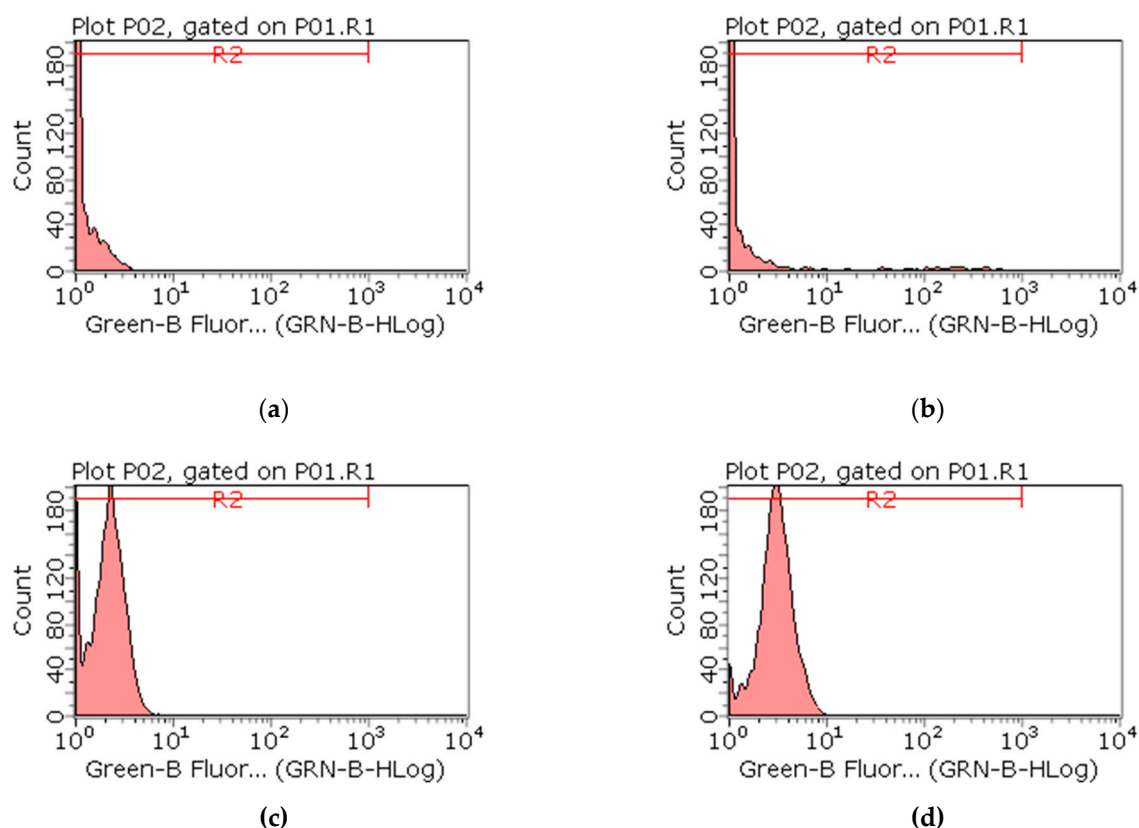 Plot P02, gated on P01.R1
R2
Count
180
120
80
40
0
10⁰ 10¹ 10² 10³ 10⁴
Green-B Fluor... (GRN-B-HLog)
(a)
Plot P02, gated on P01.R1
R2
Count
180
120
80
40
0
10⁰ 10¹ 10² 10³ 10⁴
Green-B Fluor... (GRN-B-HLog)
(b)
Plot P02, gated on P01.R1
R2
Count
180
120
80
40
0
10⁰ 10¹ 10² 10³ 10⁴
Green-B Fluor... (GRN-B-HLog)
(c)
Plot P02, gated on P01.R1
R2
Count
180
120
80
40
0
10⁰ 10¹ 10² 10³ 10⁴
Green-B Fluor... (GRN-B-HLog)
(d)